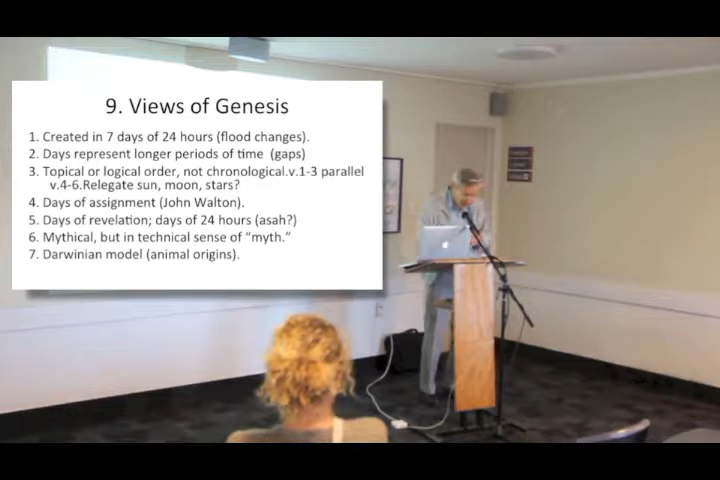 9. Views of Genesis
1. Created in 7 days of 24 hours (flood changes).
2. Days represent longer periods of time (gaps)
3. Topical or logical order, not chronological.v.1-3 parallel
v.4-6.Relegate sun, moon, stars?
4. Days of assignment (John Walton).
5. Days of revelation; days of 24 hours (asah?)
6. Mythical, but in technical sense of “myth.”
7. Darwinian model (animal origins).